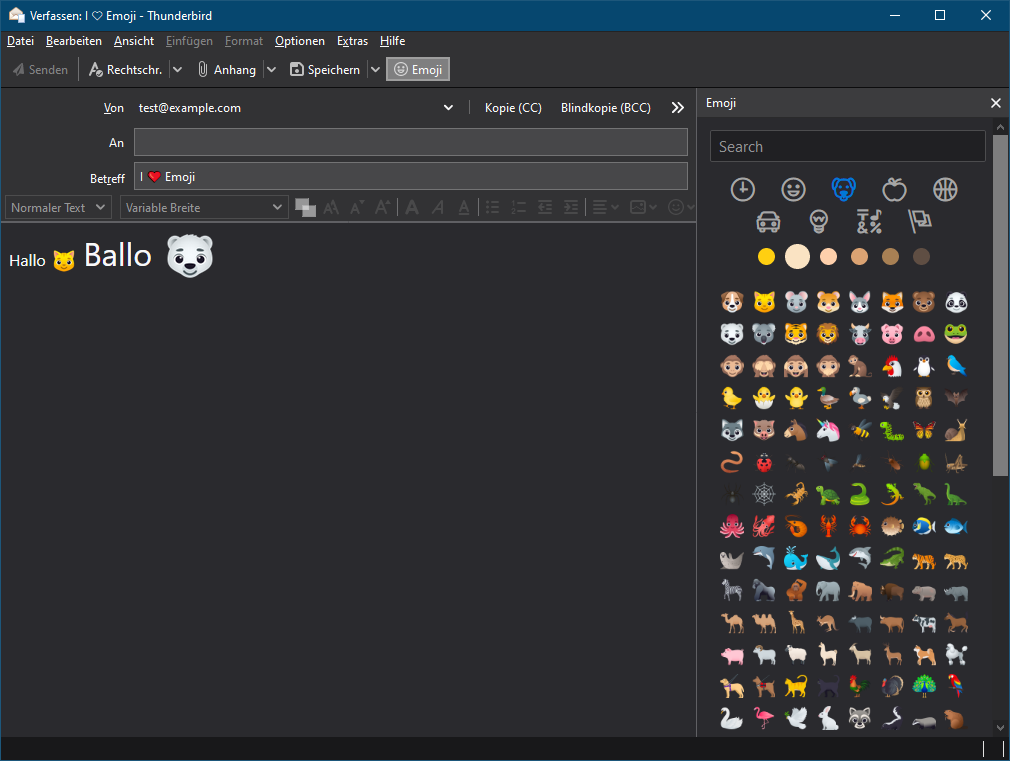 Verfassen: I ♡ Emoji - Thunderbird
Datei Bearbeiten Ansicht Einfügen Format Optionen Extras Hilfe
Senden Rechtschr. Anhang Speichern Emoji
Von test@example.com Kopie (CC) Blindkopie (BCC)
An
Betreff I ❤️ Emoji
Normaler Text Variable Breite
Hallo 🐱 Ballo 🐻‍❄️
Emoji
Search